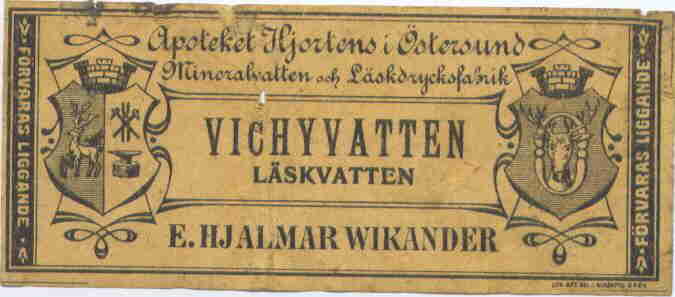 FÖRVARAS LIGGANDE
Apoteket Hjortens i Östersund
Mineralvatten och Läskdrycksfabrik
VICHYVATTEN
LÄSKVATTEN
E. HJALMAR WIKANDER
FÖRVARAS LIGGANDE